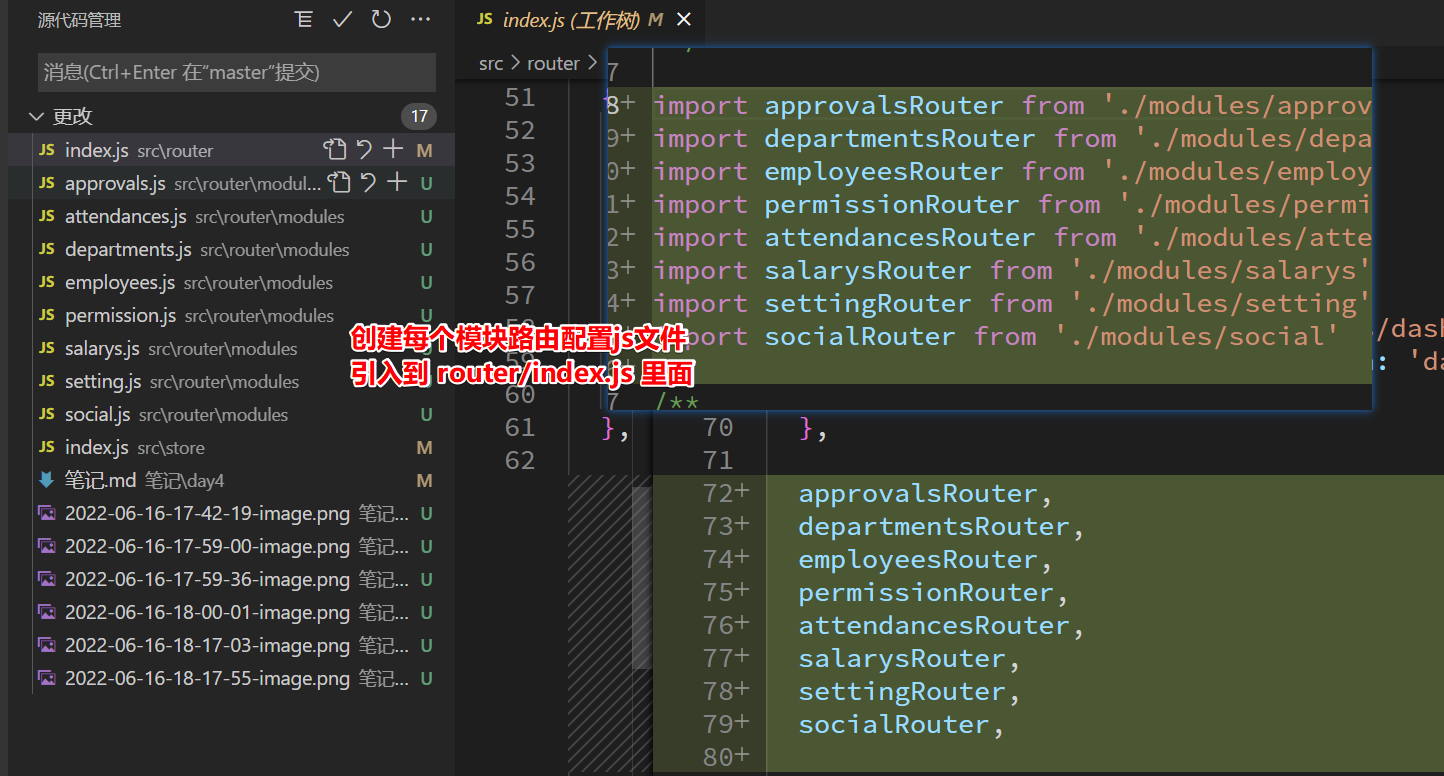 源代码管理
消息(Ctrl+Enter 在“master”提交)
更改 17
JS index.js src\router M
JS approvals.js src\router\modul... U
JS attendances.js src\router\modules U
JS departments.js src\router\modules U
JS employees.js src\router\modules U
JS permission.js src\router\modules U
JS salarys.js src\router\modules
JS setting.js src\router\modules
JS social.js src\router\modules U
JS index.js src\store M
笔记.md 笔记\day4 M
2022-06-16-17-42-19-image.png 笔记... U
2022-06-16-17-59-00-image.png 笔记... U
2022-06-16-17-59-36-image.png 笔记... U
2022-06-16-18-00-01-image.png 笔记... U
2022-06-16-18-17-03-image.png 笔记... U
2022-06-16-18-17-55-image.png 笔记... U
创建每个模块路由配置js文件
引入到 router/index.js 里面
JS index.js (工作树) M
src > router >
51
52
53
54
55
56
57
59
60
61 },
62
7
8+ import approvalsRouter from './modules/approv
9+ import departmentsRouter from './modules/depa
0+ import employeesRouter from './modules/employ
1+ import permissionRouter from './modules/permi
2+ import attendancesRouter from './modules/atte
3+ import salarysRouter from './modules/salarys'
4+ import settingRouter from './modules/setting'
port socialRouter from './modules/social'
7 /**
/dash
: 'da
70 },
71
72+ approvalsRouter,
73+ departmentsRouter,
74+ employeesRouter,
75+ permissionRouter,
76+ attendancesRouter,
77+ salarysRouter,
78+ settingRouter,
79+ socialRouter,
80+